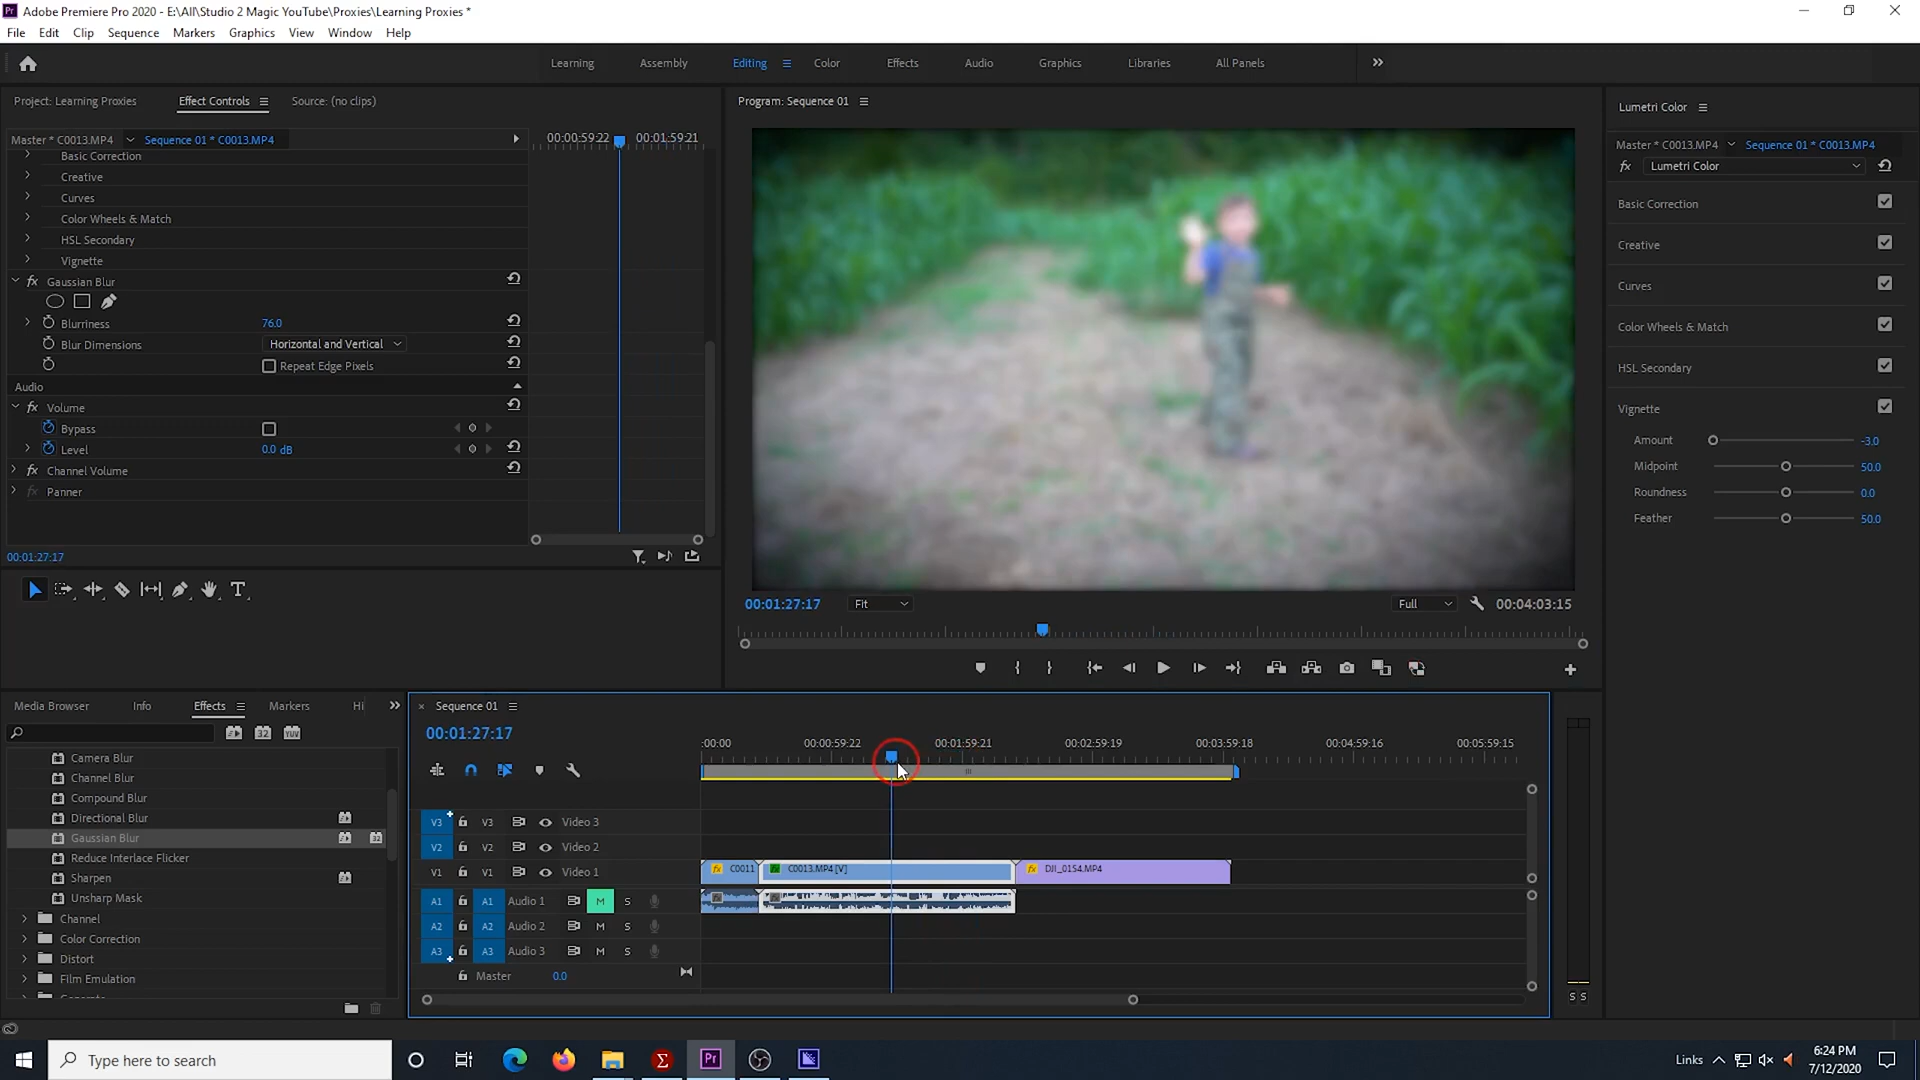 Pr Adobe Premiere Pro 2020 - E:\All\Studio 2 Magic YouTube\Proxies\Learning Proxies *
File Edit Clip Sequence Markers Graphics View Window Help
Learning Assembly Editing Color Effects Audio Graphics Libraries All Panels
Project: Learning Proxies Effect Controls Source: (no clips)
Program: Sequence 01
Lumetri Color
Master * C0013.MP4 Sequence 01 * C0013.MP4 00:00:59:22 00:01:59:21
Master * C0013.MP4 Sequence 01 * C0013.MP4
fx Lumetri Color
Basic Correction
Creative
Curves
Color Wheels & Match
HSL Secondary
Vignette
fx Gaussian Blur
Blurriness 76.0
Blur Dimensions Horizontal and Vertical
Repeat Edge Pixels
Audio
fx Volume
Bypass
Level 0.0 dB
fx Channel Volume
fx Panner
00:01:27:17
Basic Correction
Creative
Curves
Color Wheels & Match
HSL Secondary
Vignette
Amount -3.0
Midpoint 50.0
Roundness 0.0
Feather 50.0
00:01:27:17 Fit Full 00:04:03:15
T
Media Browser Info Effects Markers Hi
32 YUV
Camera Blur
Channel Blur
Compound Blur
Directional Blur
Gaussian Blur 32
Reduce Interlace Flicker
Sharpen
Unsharp Mask
Channel
Color Correction
Distort
Film Emulation
Sequence 01
00:01:27:17
:00:00 00:00:59:22 00:01:59:21 00:02:59:19 00:03:59:18 00:04:59:16 00:05:59:15
V3 V3 Video 3
V2 V2 Video 2
V1 V1 Video 1 fx C0011 fx C0013.MP4 [V] fx DJI_0154.MP4
A1 A1 Audio 1 M S
A2 A2 Audio 2 M S
A3 A3 Audio 3 M S
Master 0.0
S S
Type here to search
Pr
Links
6:24 PM
7/12/2020